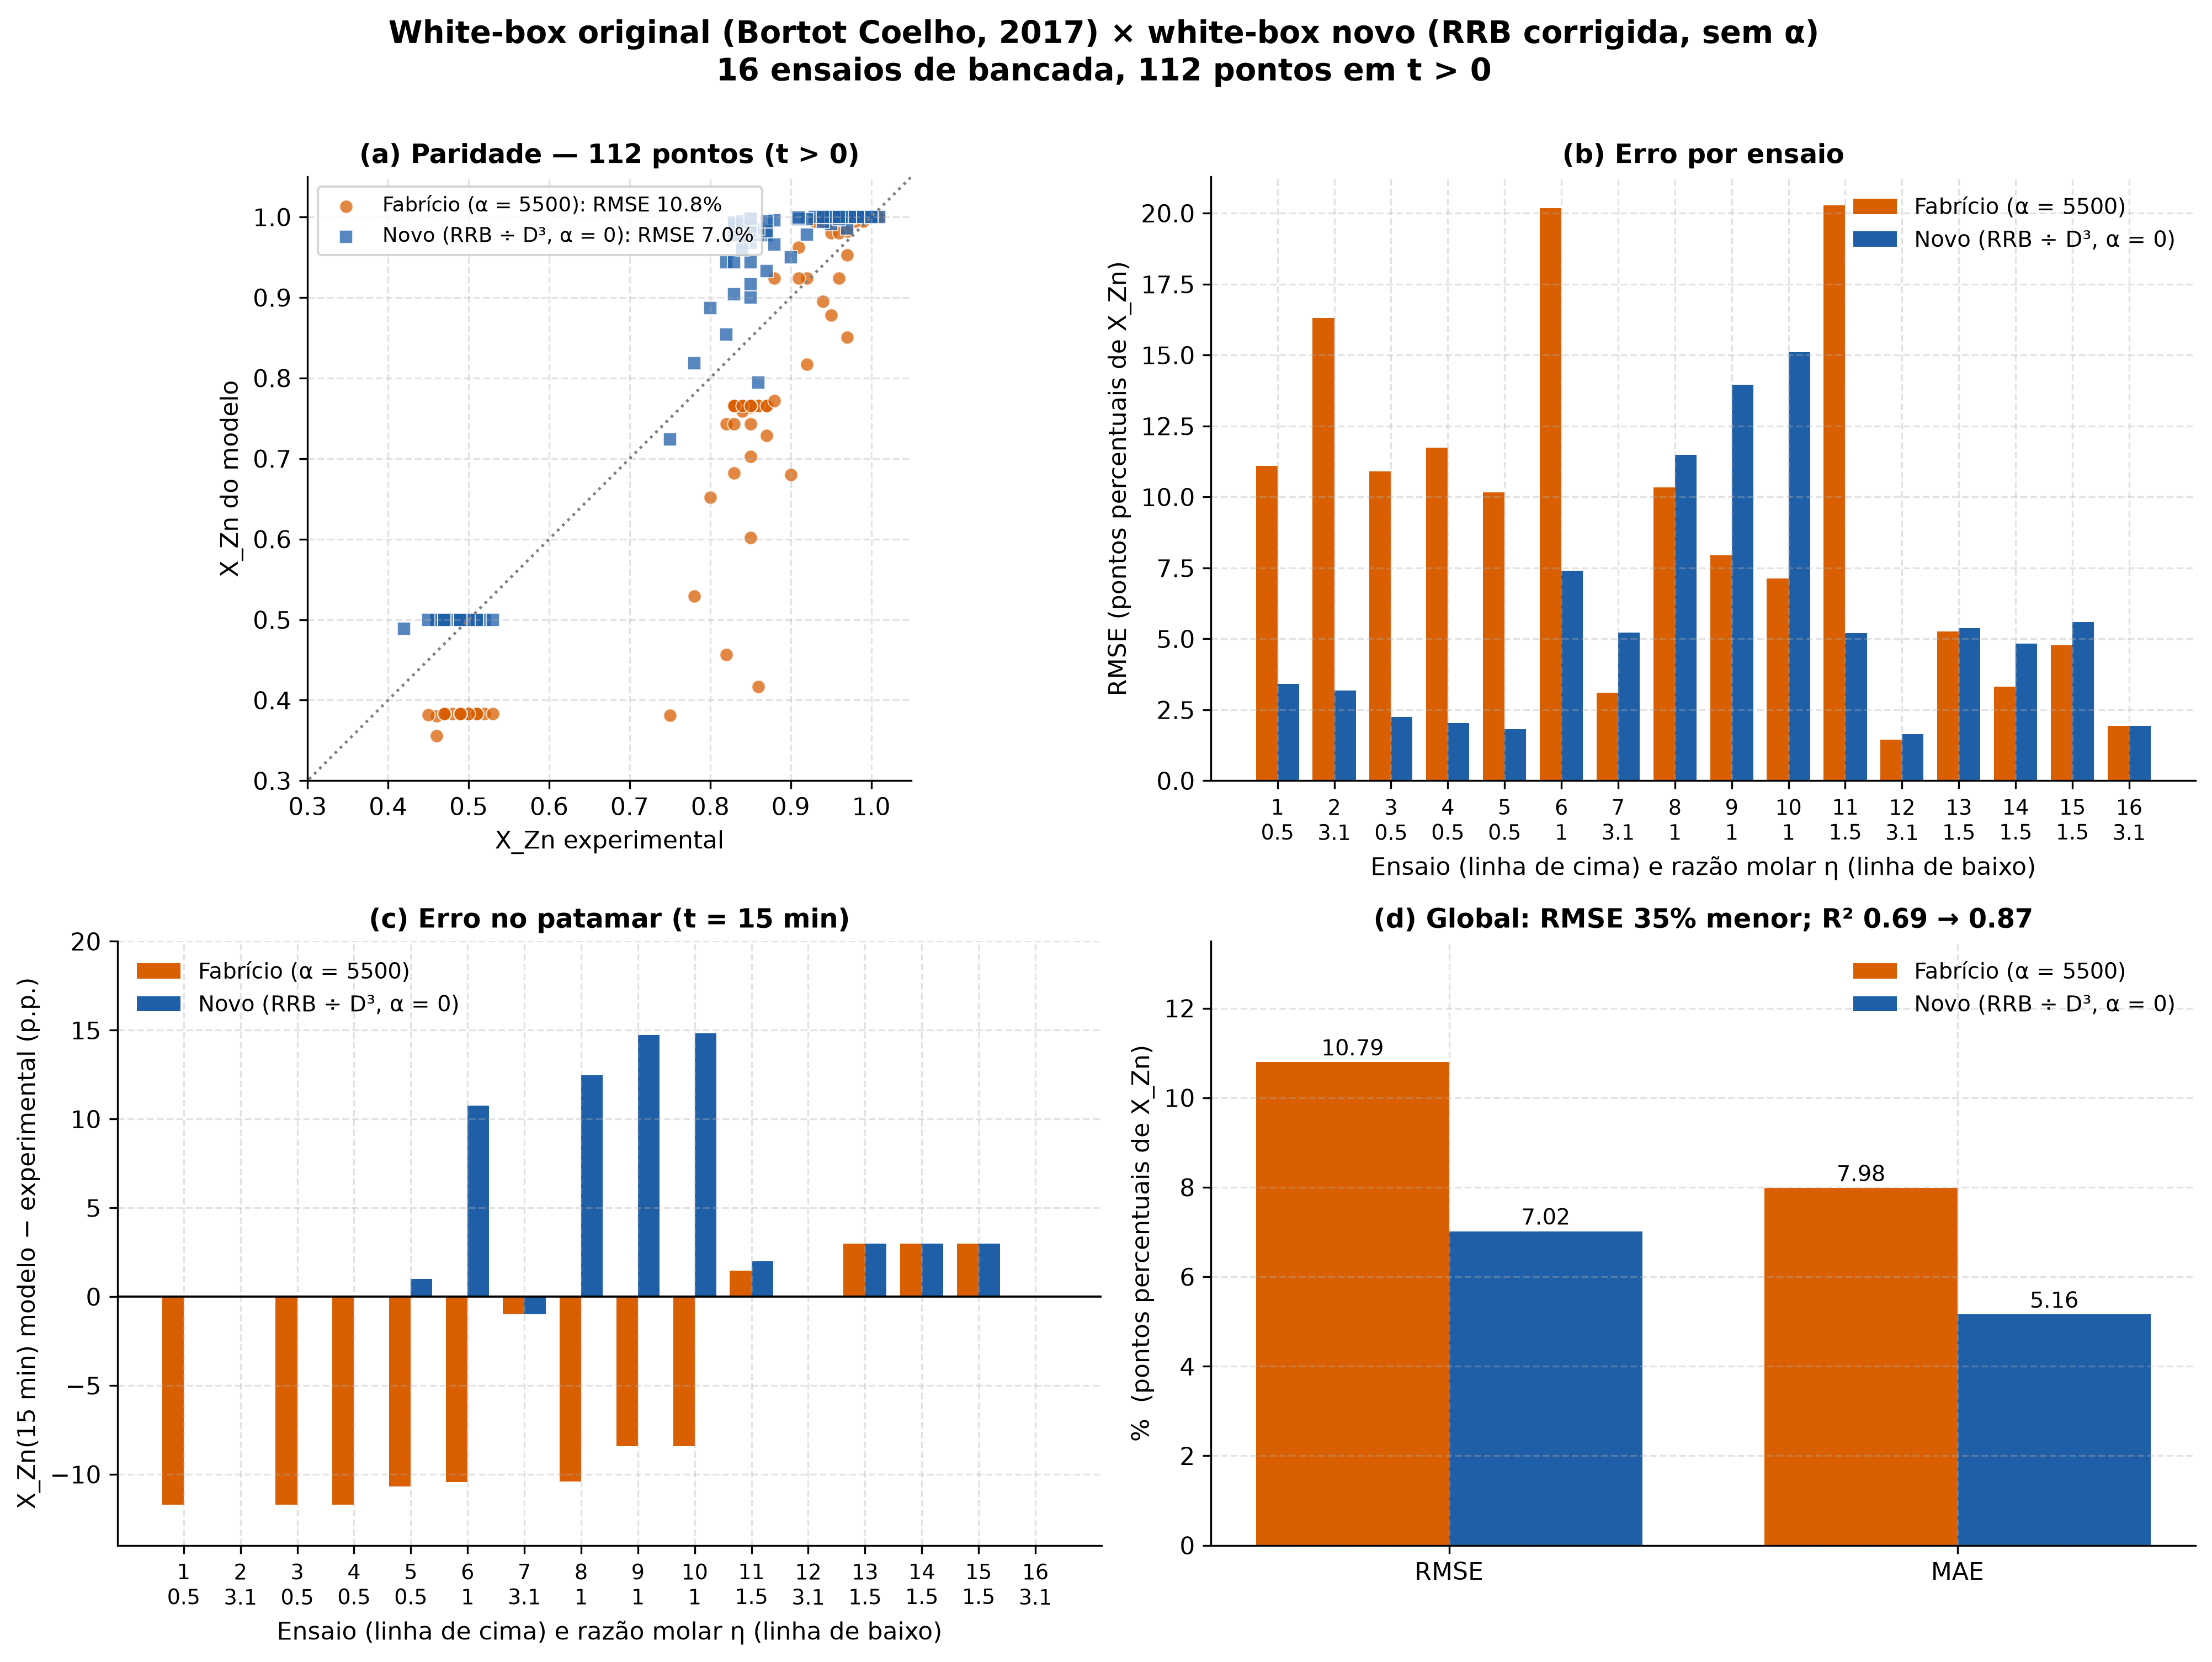 White-box original (Bortot Coelho, 2017) × white-box novo (RRB corrigida, sem α)
16 ensaios de bancada, 112 pontos em t > 0
(a) Paridade — 112 pontos (t > 0)
Fabrício (α = 5500): RMSE 10.8%
Novo (RRB ÷ D³, α = 0): RMSE 7.0%
X_Zn do modelo
1.0
0.9
0.8
0.7
0.6
0.5
0.4
0.3
0.3 0.4 0.5 0.6 0.7 0.8 0.9 1.0
X_Zn experimental
(b) Erro por ensaio
Fabrício (α = 5500)
Novo (RRB ÷ D³, α = 0)
RMSE (pontos percentuais de X_Zn)
20.0
17.5
15.0
12.5
10.0
7.5
5.0
2.5
0.0
1 2 3 4 5 6 7 8 9 10 11 12 13 14 15 16
0.5 3.1 0.5 0.5 0.5 1 3.1 1 1 1 1.5 3.1 1.5 1.5 1.5 3.1
Ensaio (linha de cima) e razão molar η (linha de baixo)
(c) Erro no patamar (t = 15 min)
Fabrício (α = 5500)
Novo (RRB ÷ D³, α = 0)
X_Zn(15 min) modelo − experimental (p.p.)
20
15
10
5
0
−5
−10
1 2 3 4 5 6 7 8 9 10 11 12 13 14 15 16
0.5 3.1 0.5 0.5 0.5 1 3.1 1 1 1 1.5 3.1 1.5 1.5 1.5 3.1
Ensaio (linha de cima) e razão molar η (linha de baixo)
(d) Global: RMSE 35% menor; R² 0.69 → 0.87
Fabrício (α = 5500)
Novo (RRB ÷ D³, α = 0)
% (pontos percentuais de X_Zn)
12
10
8
6
4
2
0
10.79
7.02
7.98
5.16
RMSE MAE